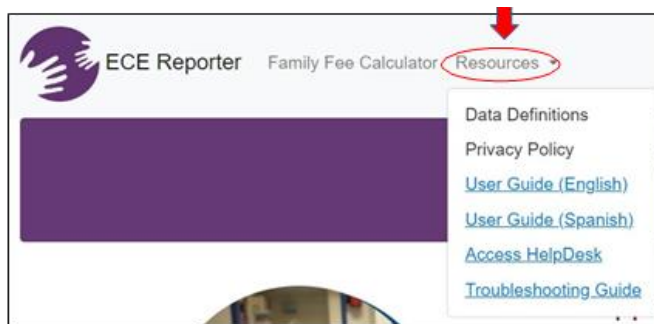 ECE Reporter Family Fee Calculator Resources
Data Definitions
Privacy Policy
User Guide (English)
User Guide (Spanish)
Access HelpDesk
Troubleshooting Guide